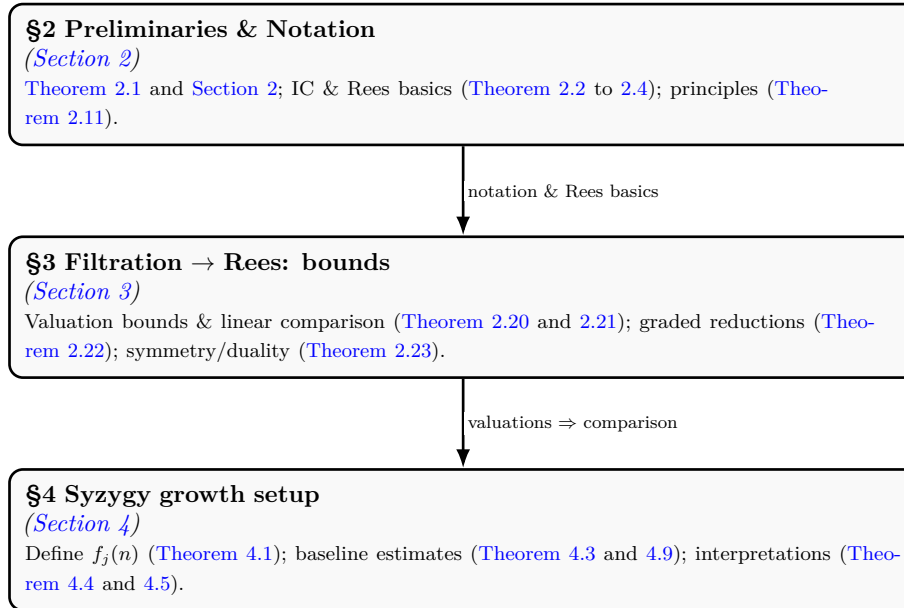 §2 Preliminaries & Notation
(Section 2)
Theorem 2.1 and Section 2; IC & Rees basics (Theorem 2.2 to 2.4); principles (Theo-
rem 2.11).
notation & Rees basics
§3 Filtration → Rees: bounds
(Section 3)
Valuation bounds & linear comparison (Theorem 2.20 and 2.21); graded reductions (Theo-
rem 2.22); symmetry/duality (Theorem 2.23).
valuations ⇒ comparison
§4 Syzygy growth setup
(Section 4)
Define f_j(n) (Theorem 4.1); baseline estimates (Theorem 4.3 and 4.9); interpretations (Theo-
rem 4.4 and 4.5).